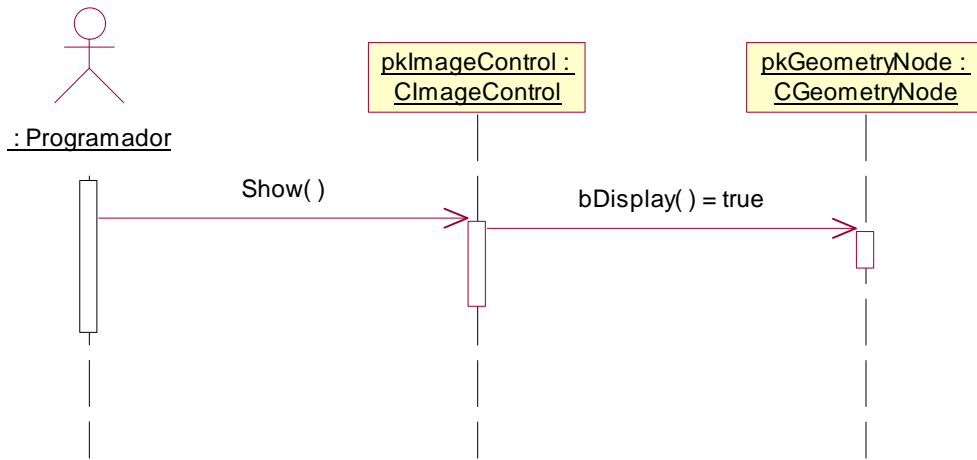 pkImageControl :
CImageControl
pkGeometryNode :
CGeometryNode
: Programador
Show( )
bDisplay( ) = true